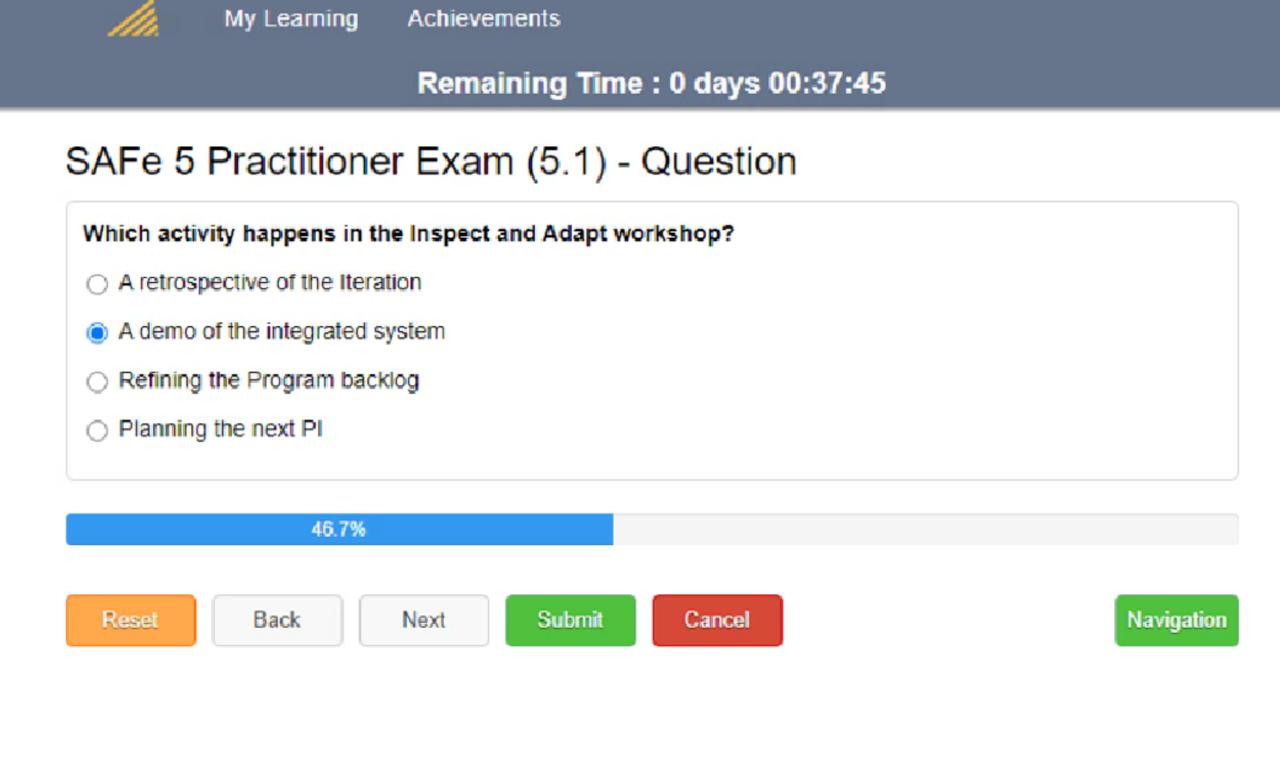 My Learning Achievements
Remaining Time : 0 days 00:37:45
SAFe 5 Practitioner Exam (5.1) - Question
Which activity happens in the Inspect and Adapt workshop?
A retrospective of the Iteration
A demo of the integrated system
Refining the Program backlog
Planning the next PI
46.7%
Reset Back Next Submit Cancel Navigation